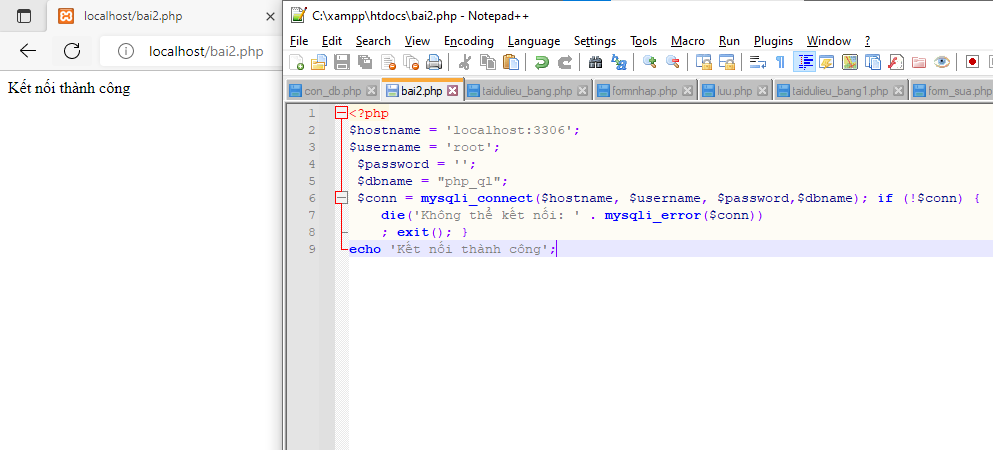 localhost/bai2.php
localhost/bai2.php
Kết nối thành công
C:\xampp\htdocs\bai2.php - Notepad++
File Edit Search View Encoding Language Settings Tools Macro Run Plugins Window ?
con_db.php bai2.php taidulieu_bang.php formnhap.php luu.php taidulieu_bang1.php form_sua.php
1 <?php
2 $hostname = 'localhost:3306';
3 $username = 'root';
4 $password = '';
5 $dbname = "php_ql";
6 $conn = mysqli_connect($hostname, $username, $password,$dbname); if (!$conn) {
7 die('Không thể kết nối: ' . mysqli_error($conn))
8 ; exit(); }
9 echo 'Kết nối thành công';